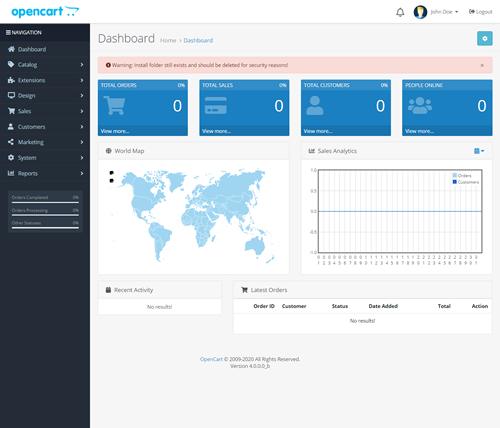 opencart
John Doe
Logout
NAVIGATION
Dashboard
Catalog
Extensions
Design
Sales
Customers
Marketing
System
Reports
Orders Completed 0%
Orders Processing 0%
Other Statuses 0%
Dashboard
Home > Dashboard
Warning: Install folder still exists and should be deleted for security reasons!
×
TOTAL ORDERS 0%
0
View more...
TOTAL SALES 0%
0
View more...
TOTAL CUSTOMERS 0%
0
View more...
PEOPLE ONLINE
0
View more...
World Map
Sales Analytics
Orders
Customers
1.0
0.5
0.0
-0.5
-1.0
Recent Activity
No results!
Latest Orders
Order ID Customer Status Date Added Total Action
No results!
OpenCart © 2009-2020 All Rights Reserved.
Version 4.0.0.0_b